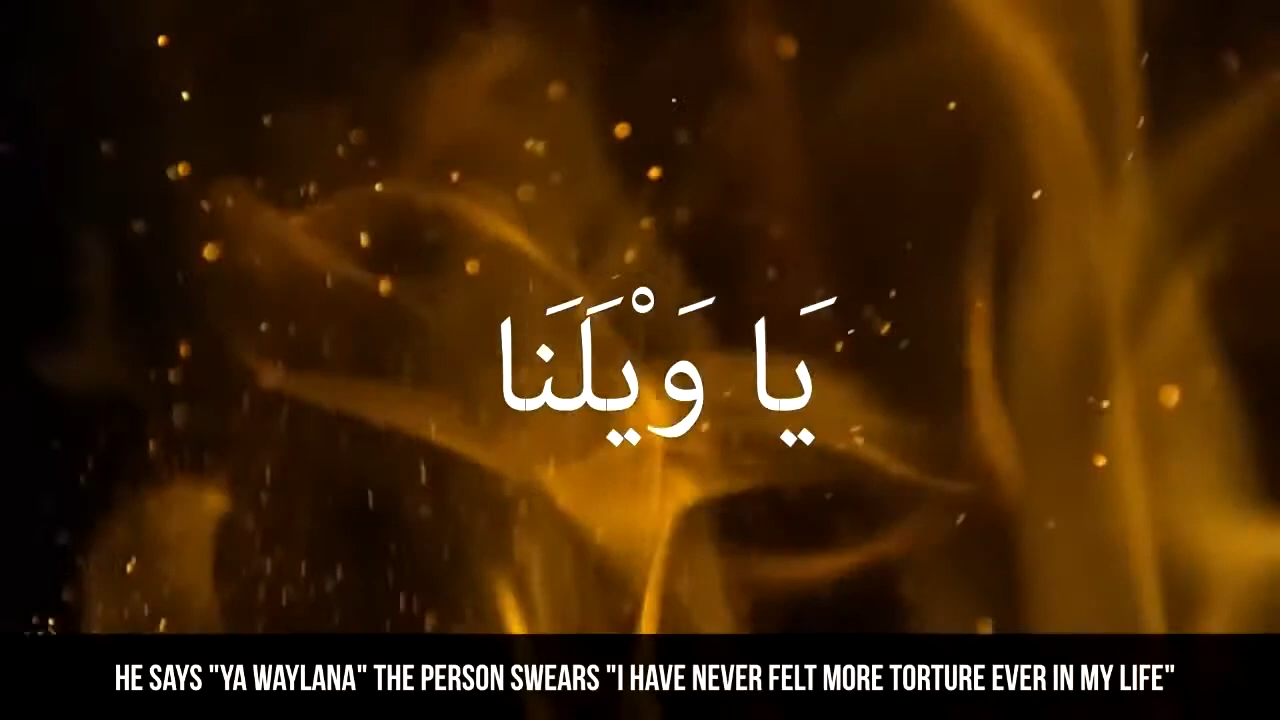 يَا وَيْلَنَا
HE SAYS "YA WAYLANA" THE PERSON SWEARS "I HAVE NEVER FELT MORE TORTURE EVER IN MY LIFE"